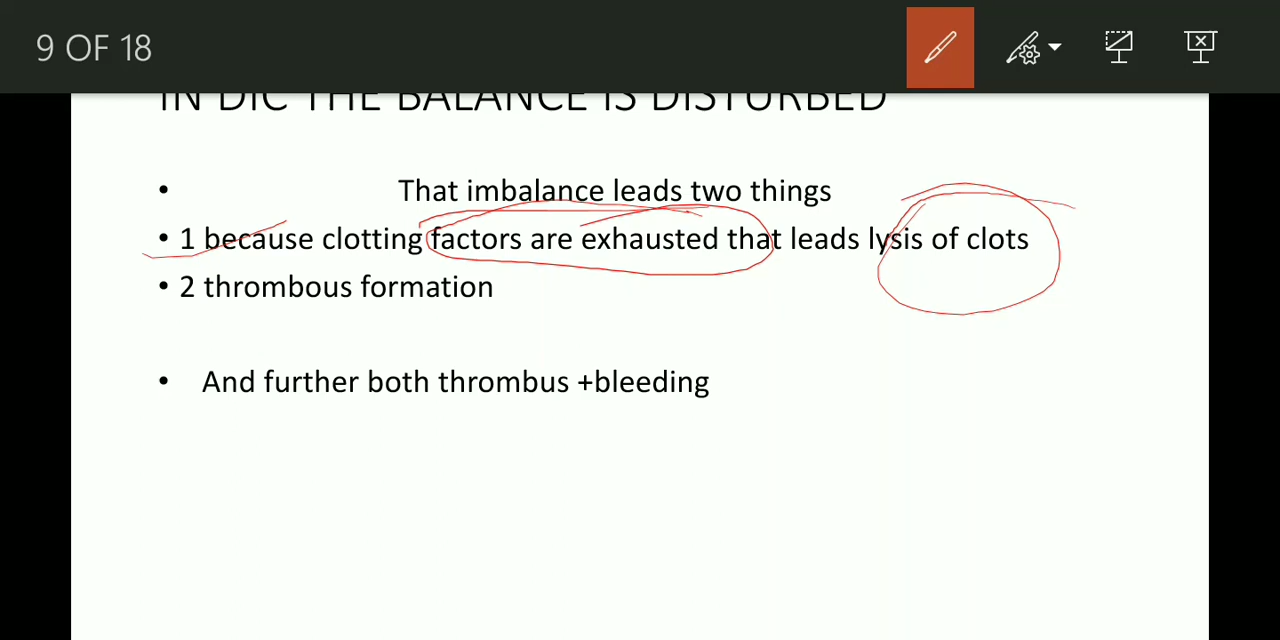 9 OF 18
IN DIC THE BALANCE IS DISTURBED
• That imbalance leads two things
• 1 because clotting factors are exhausted that leads lysis of clots
• 2 thrombous formation
• And further both thrombus +bleeding